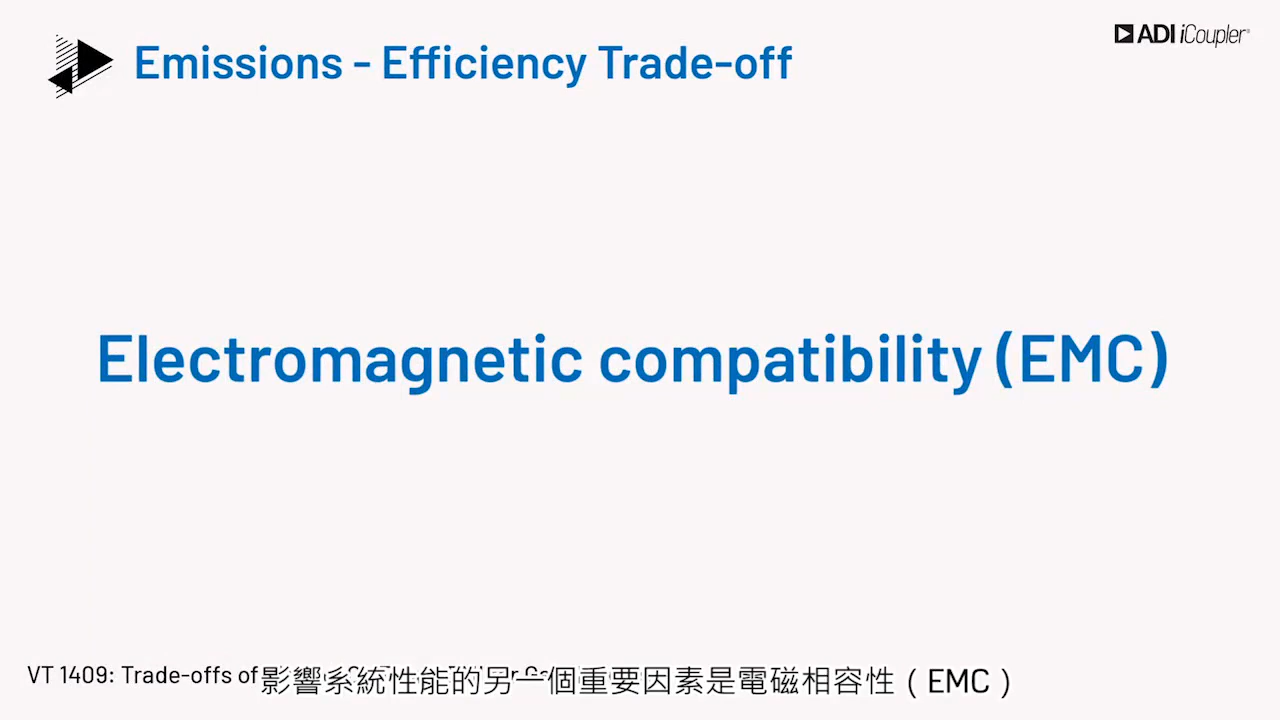 Emissions - Efficiency Trade-off
ADI iCoupler®
Electromagnetic compatibility (EMC)
VT 1409: Trade-offs of
影響系統性能的另一個重要因素是電磁相容性（EMC）